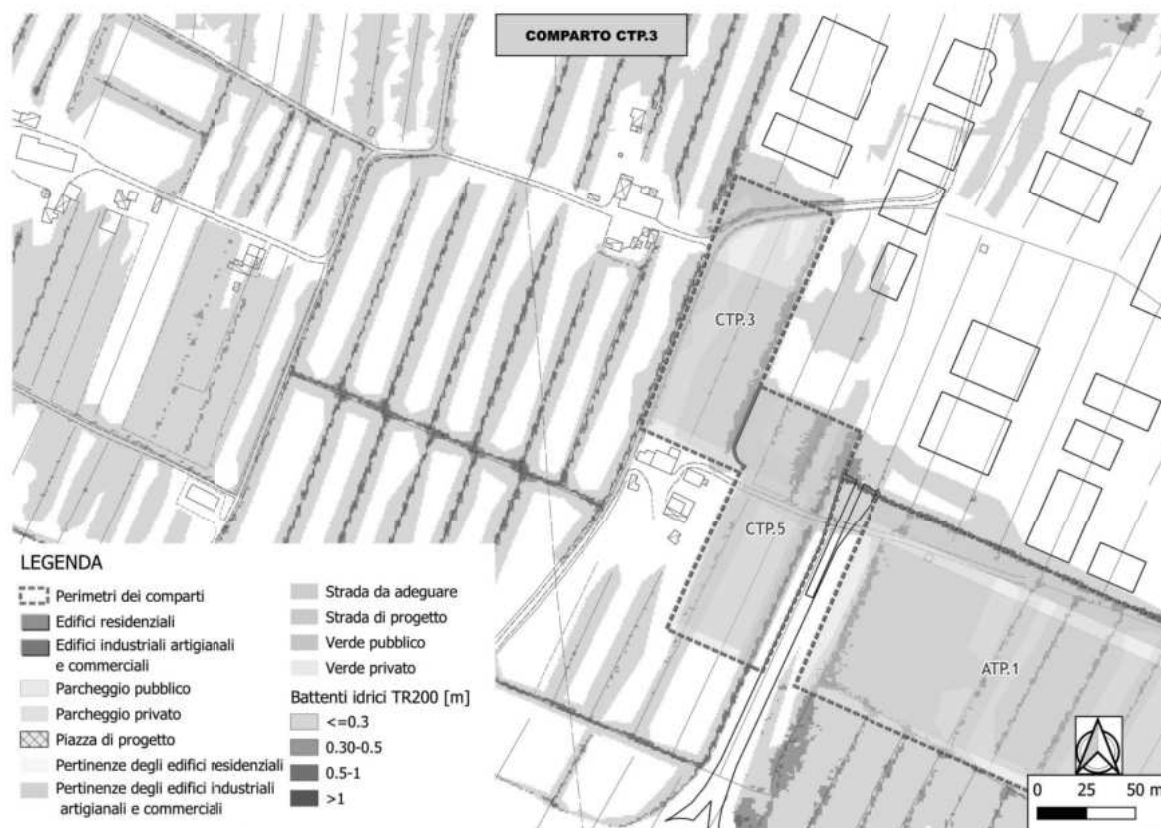 COMPARTO CTP.3
CTP.3
CTP.5
ATP.1
LEGENDA
Perimetri dei comparti
Edifici residenziali
Edifici industriali artigianali
e commerciali
Parcheggio pubblico
Parcheggio privato
Piazza di progetto
Pertinenze degli edifici residenziali
Pertinenze degli edifici industriali
artigianali e commerciali
Strada da adeguare
Strada di progetto
Verde pubblico
Verde privato
Battenti idrici TR200 [m]
<=0.3
0.30-0.5
0.5-1
>1
0 25 50 m